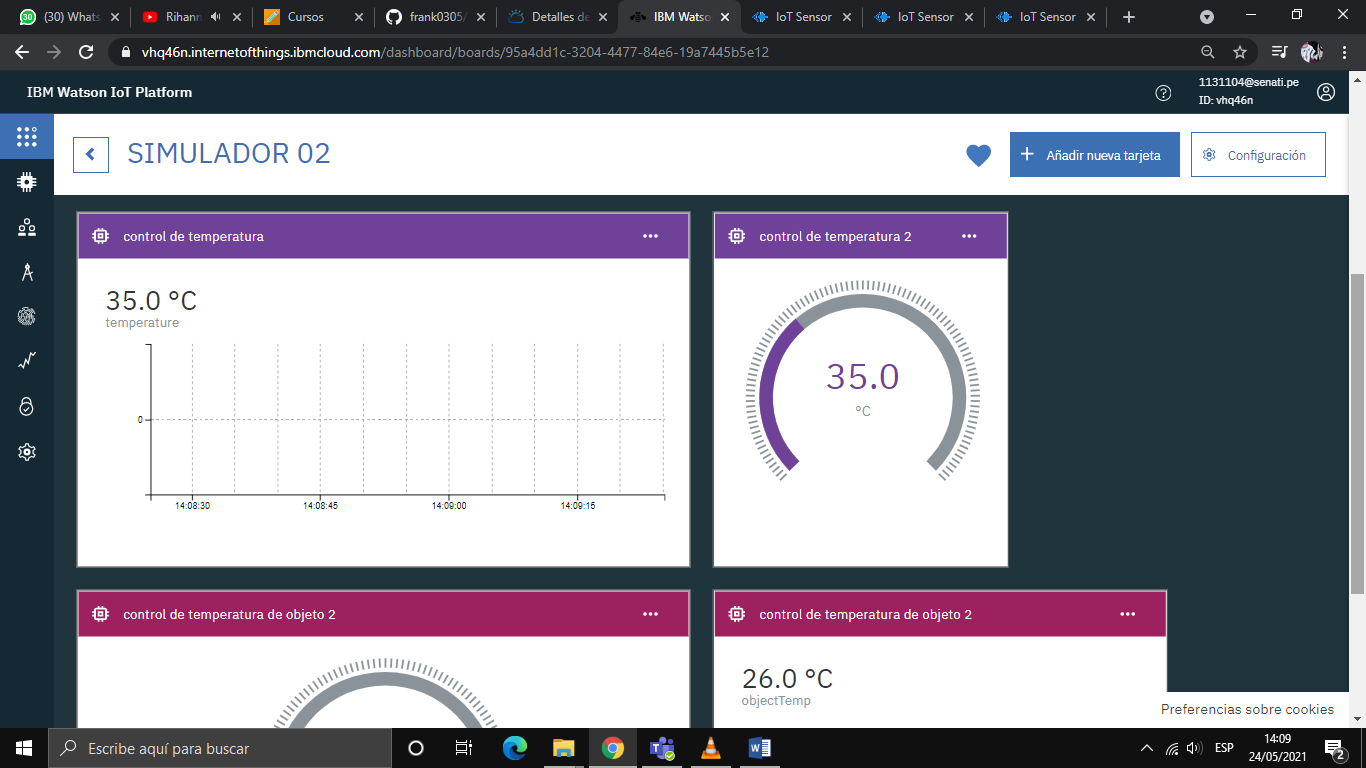 30
(30) Whats
Rihann
Cursos
frank0305/
Detalles de
IBM Watso
IoT Sensor
IoT Sensor
IoT Sensor
vhq46n.internetofthings.ibmcloud.com/dashboard/boards/95a4dd1c-3204-4477-84e6-19a7445b5e12
IBM Watson IoT Platform
1131104@senati.pe
ID: vhq46n
SIMULADOR 02
Añadir nueva tarjeta
Configuración
control de temperatura
35.0 °C
temperature
0
14:08:30
14:08:45
14:09:00
14:09:15
control de temperatura 2
35.0
°C
control de temperatura de objeto 2
control de temperatura de objeto 2
26.0 °C
objectTemp
Preferencias sobre cookies
Escribe aquí para buscar
ESP
14:09
24/05/2021
2